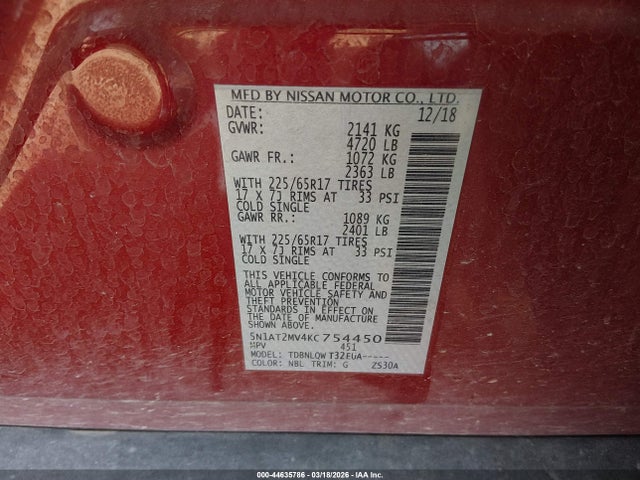 MFD BY NISSAN MOTOR CO., LTD.
DATE: 12/18
GVWR: 2141 KG
4720 LB
GAWR FR.: 1072 KG
2363 LB
WITH 225/65R17 TIRES
17 X 7J RIMS AT 33 PSI
COLD SINGLE
GAWR RR.: 1089 KG
2401 LB
WITH 225/65R17 TIRES
17 X 7J RIMS AT 33 PSI
COLD SINGLE
THIS VEHICLE CONFORMS TO
ALL APPLICABLE FEDERAL
MOTOR VEHICLE SAFETY AND
THEFT PREVENTION
STANDARDS IN EFFECT ON
THE DATE OF MANUFACTURE
SHOWN ABOVE.
5N1AT2MV4KC754450
MPV 451
MODEL: TDBNLQW T32EUA-----
COLOR: NBL TRIM: G ZS30A
000-44635786 - 03/18/2026 - IAA Inc.